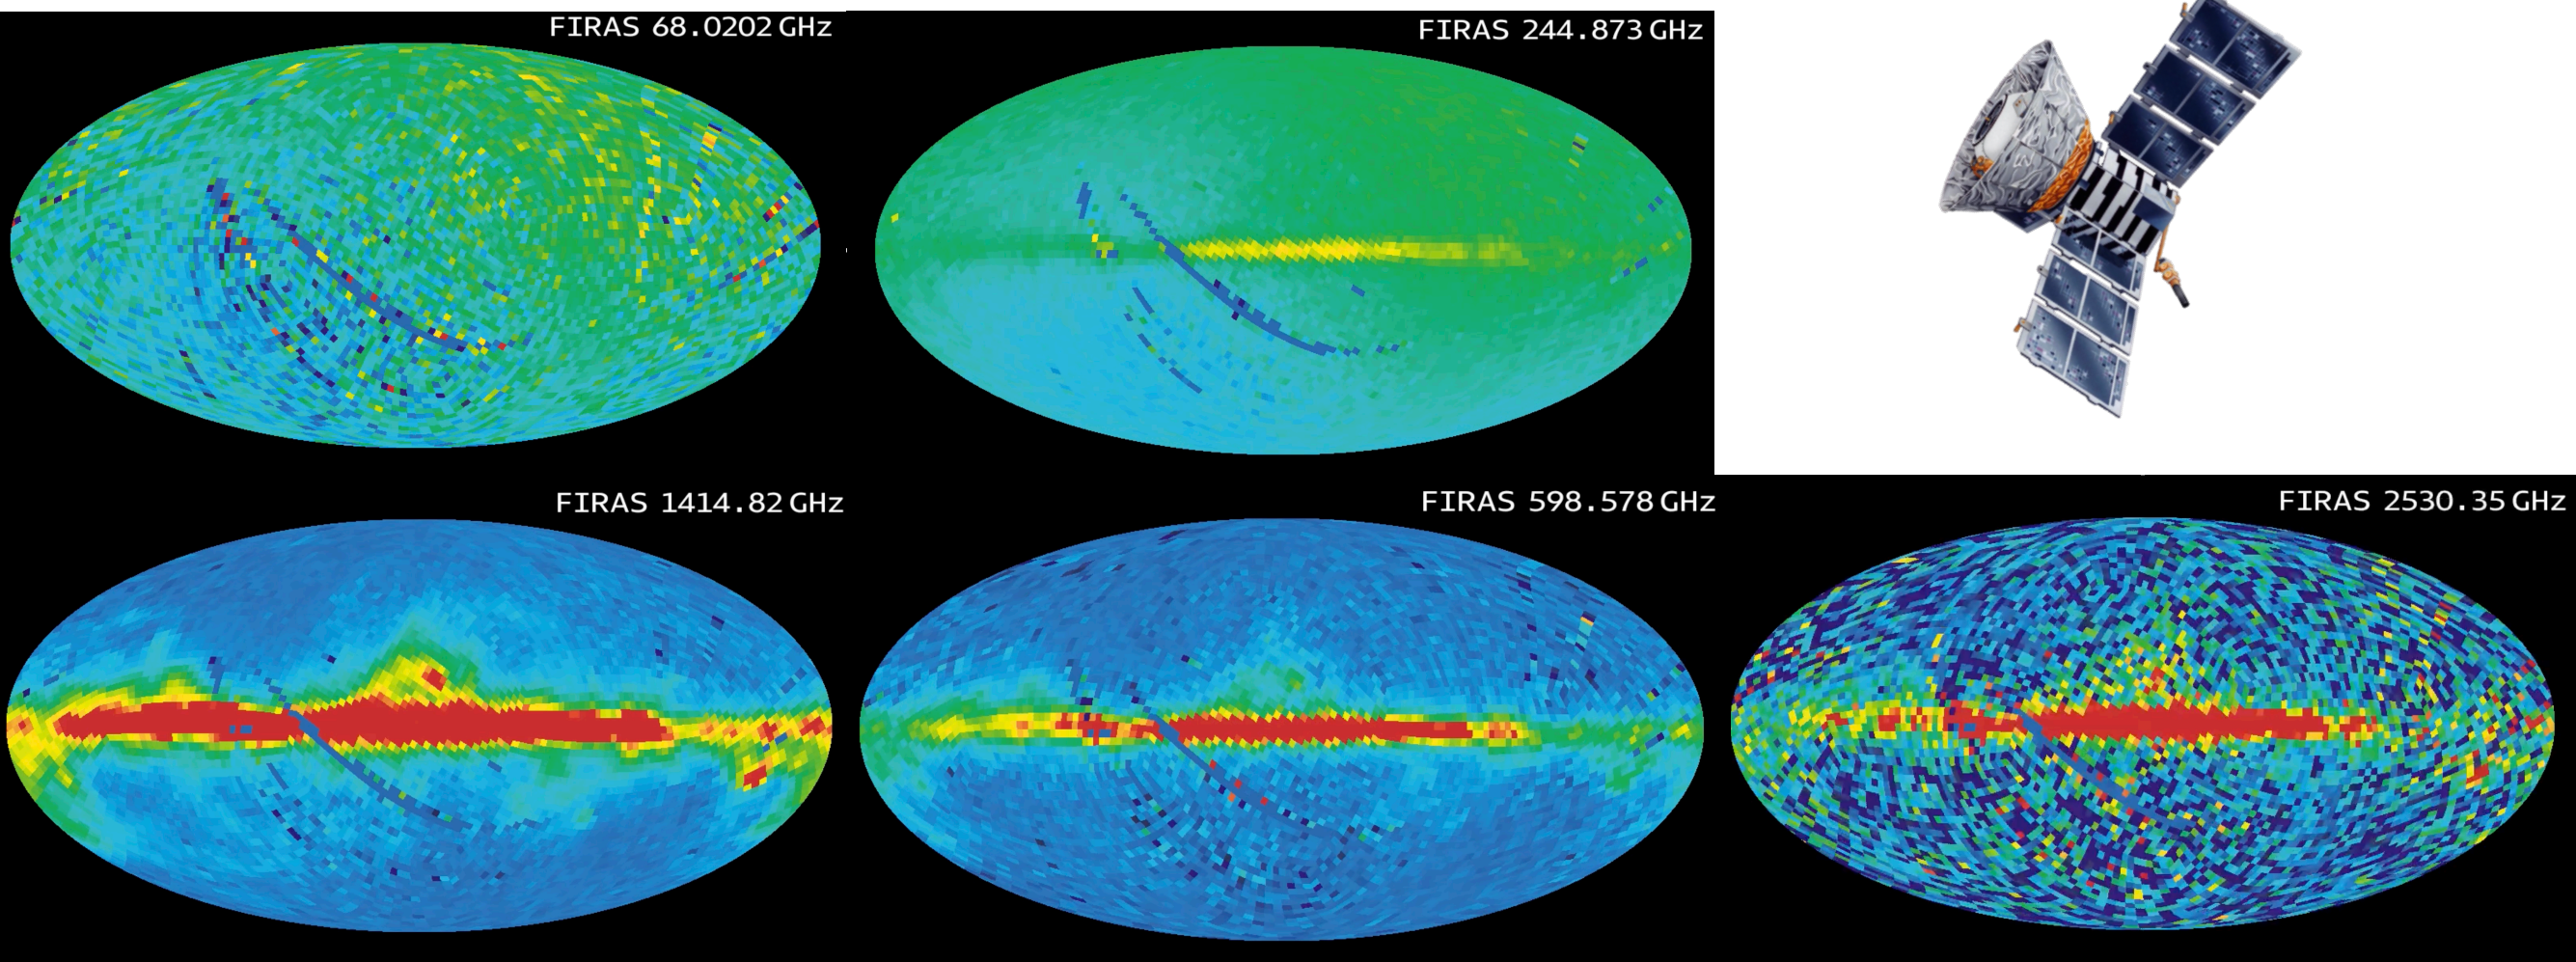 FIRAS 68.0202 GHz
FIRAS 244.873 GHz
FIRAS 1414.82 GHz
FIRAS 598.578 GHz
FIRAS 2530.35 GHz